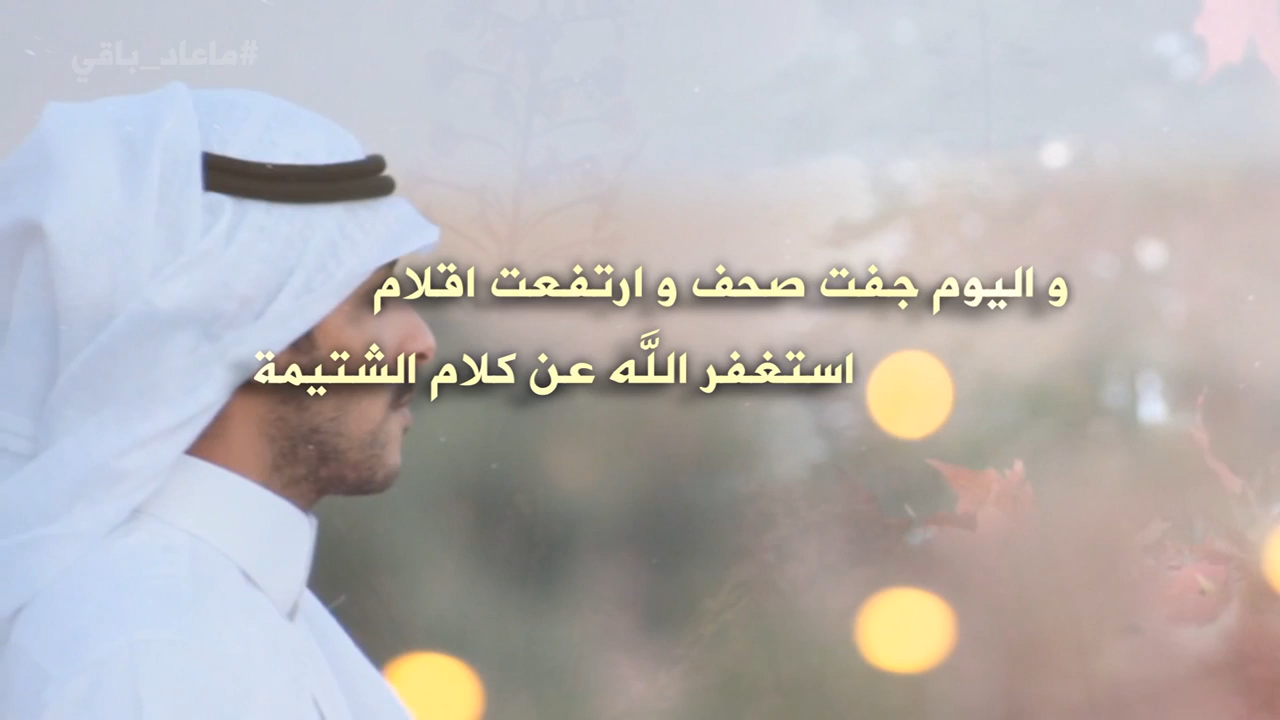 #ماعاد_باقي
و اليوم جفت صحف و ارتفعت اقلام
استغفر اللَّه عن كلام الشتيمة